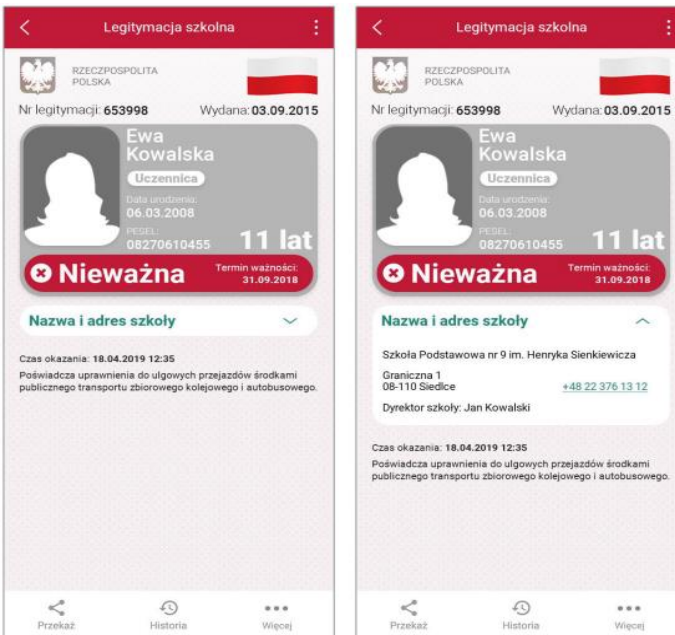 Legitymacja szkolna
RZECZPOSPOLITA
POLSKA
Nr legitymacji: 653998 Wydana: 03.09.2015
Ewa
Kowalska
Uczennica
Data urodzenia:
06.03.2008
PESEL:
08270610455 11 lat
Nieważna Termin ważności:
31.09.2018
Nazwa i adres szkoły
Czas okazania: 18.04.2019 12:35
Poświadcza uprawnienia do ulgowych przejazdów środkami
publicznego transportu zbiorowego kolejowego i autobusowego.
Przekaż Historia Więcej
Legitymacja szkolna
RZECZPOSPOLITA
POLSKA
Nr legitymacji: 653998 Wydana: 03.09.2015
Ewa
Kowalska
Uczennica
Data urodzenia:
06.03.2008
PESEL:
08270610455 11 lat
Nieważna Termin ważności:
31.09.2018
Nazwa i adres szkoły
Szkoła Podstawowa nr 9 im. Henryka Sienkiewicza
Graniczna 1
08-110 Siedlce +48 22 376 13 12
Dyrektor szkoły: Jan Kowalski
Czas okazania: 18.04.2019 12:35
Poświadcza uprawnienia do ulgowych przejazdów środkami
publicznego transportu zbiorowego kolejowego i autobusowego.
Przekaż Historia Więcej